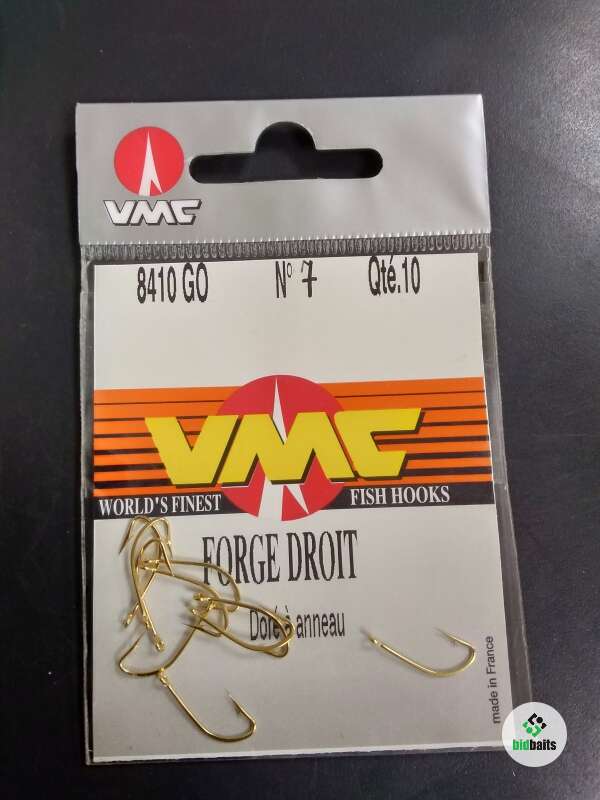 VMC
8410 GO N° 7 Qté.10
VMC
WORLD'S FINEST FISH HOOKS
FORGE DROIT
Doré à anneau
made in France
bidbaits